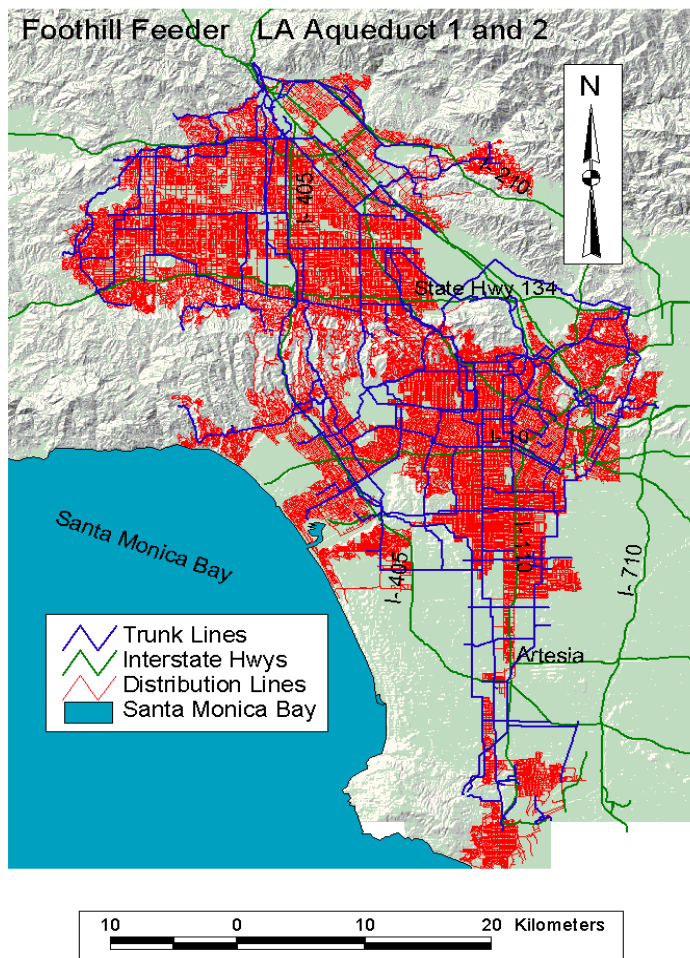 Foothill Feeder LA Aqueduct 1 and 2
N
I- 405
I- 210
State Hwy 134
I- 10
I- 110
Santa Monica Bay
I- 405
I- 710
Artesia
Trunk Lines
Interstate Hwys
Distribution Lines
Santa Monica Bay
10 0 10 20 Kilometers